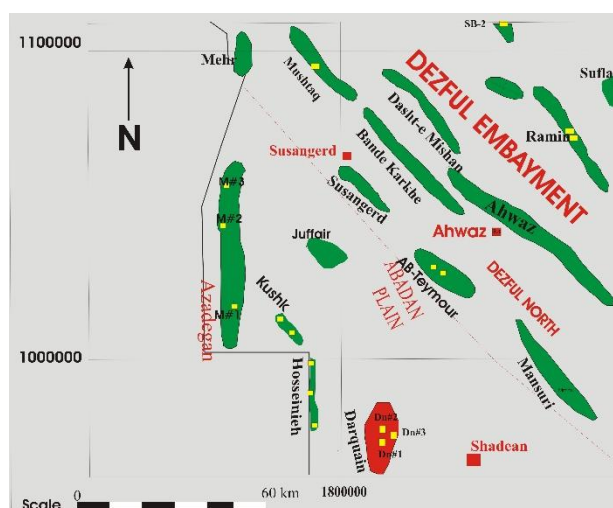 SB-2
1100000
Mehr
Mushtaq
DEZFUL EMBAYMENT
Sufla
Dasht-e Mishan
Ramin
N
Susangerd
Bande Karkhe
M#3
Susangerd
Ahwaz
M#2
Ahwaz
Juffair
AB-Teymour
ABADAN
PLAIN
DEZFUL NORTH
Azadegan
Kushk
M#1
1000000
Hosseinieh
Mansuri
Darquain
Dn#2
Dn#3
Dn#1
Shadean
0
60 km
1800000
Scale